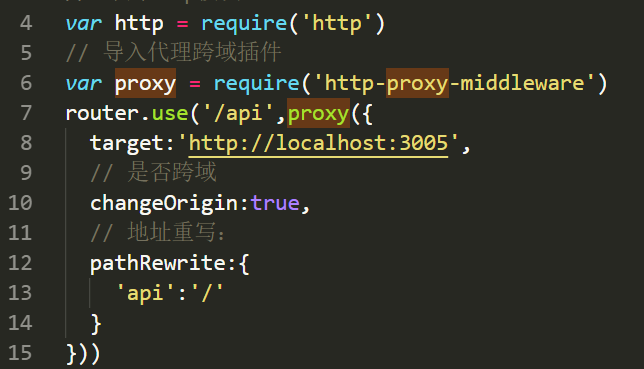 4 var http = require('http')
5 // 导入代理跨域插件
6 var proxy = require('http-proxy-middleware')
7 router.use('/api',proxy({
8 target:'http://localhost:3005',
9 // 是否跨域
10 changeOrigin:true,
11 // 地址重写：
12 pathRewrite:{
13 'api':'/'
14 }
15 }))